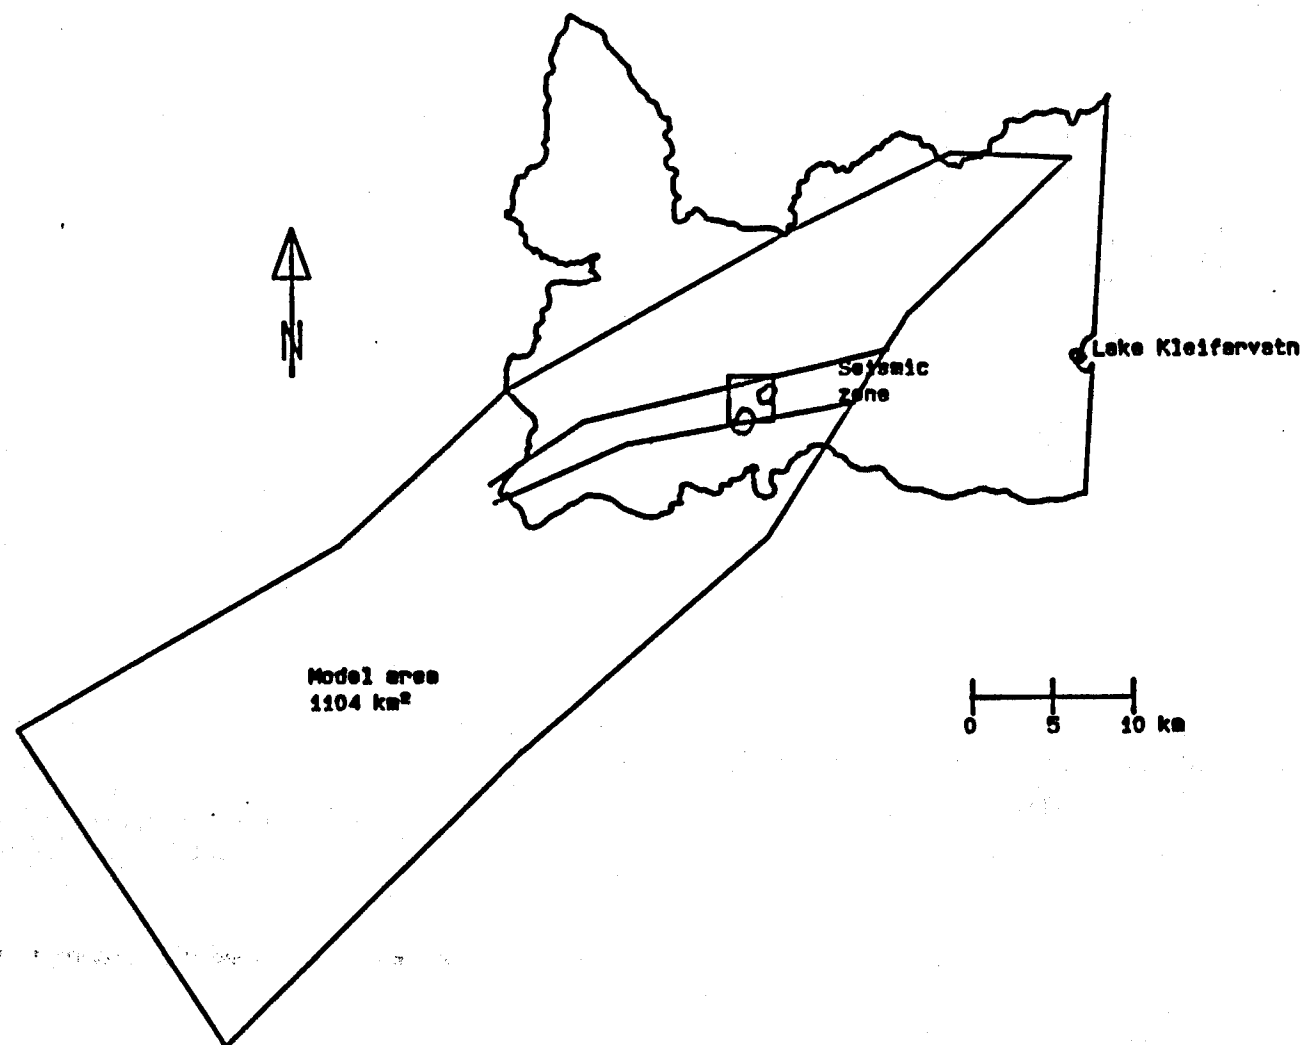 N
Lake Kleifarvatn
Seismic
zone
Model area
1104 km²
0 5 10 km